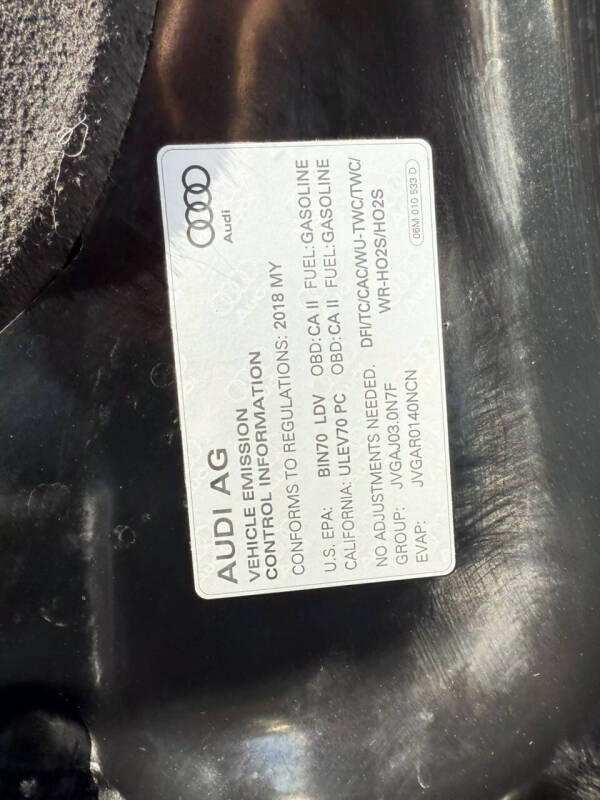 Audi
AUDI AG
VEHICLE EMISSION
CONTROL INFORMATION
CONFORMS TO REGULATIONS: 2018 MY
U.S. EPA: BIN70 LDV OBD: CA II FUEL: GASOLINE
CALIFORNIA: ULEV70 PC OBD: CA II FUEL: GASOLINE
NO ADJUSTMENTS NEEDED. DFI/TC/CAC/WU-TWC/TWC/
GROUP: JVGAJ03.0N7F WR-HO2S/HO2S
EVAP: JVGAR0140NCN
06M 010 533 D